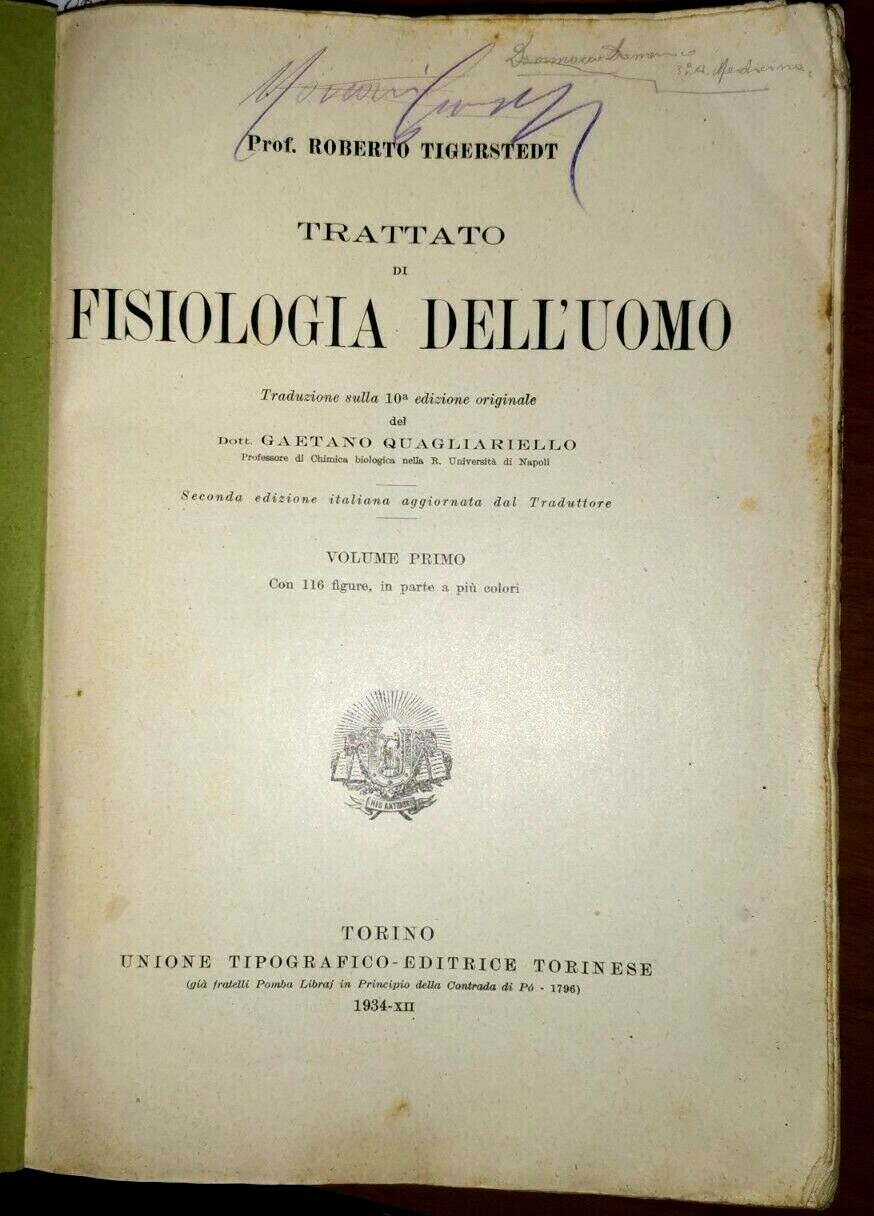 3º A Medicina
Prof. ROBERTO TIGERSTEDT
TRATTATO
DI
FISIOLOGIA DELL'UOMO
Traduzione sulla 10ª edizione originale
del
Dott. GAETANO QUAGLIARIELLO
Professore di Chimica biologica nella R. Università di Napoli
Seconda edizione italiana aggiornata dal Traduttore
VOLUME PRIMO
Con 116 figure, in parte a più colori
TORINO
UNIONE TIPOGRAFICO-EDITRICE TORINESE
(già fratelli Pomba Libraj in Principio della Contrada di Pò - 1796)
1934-XII